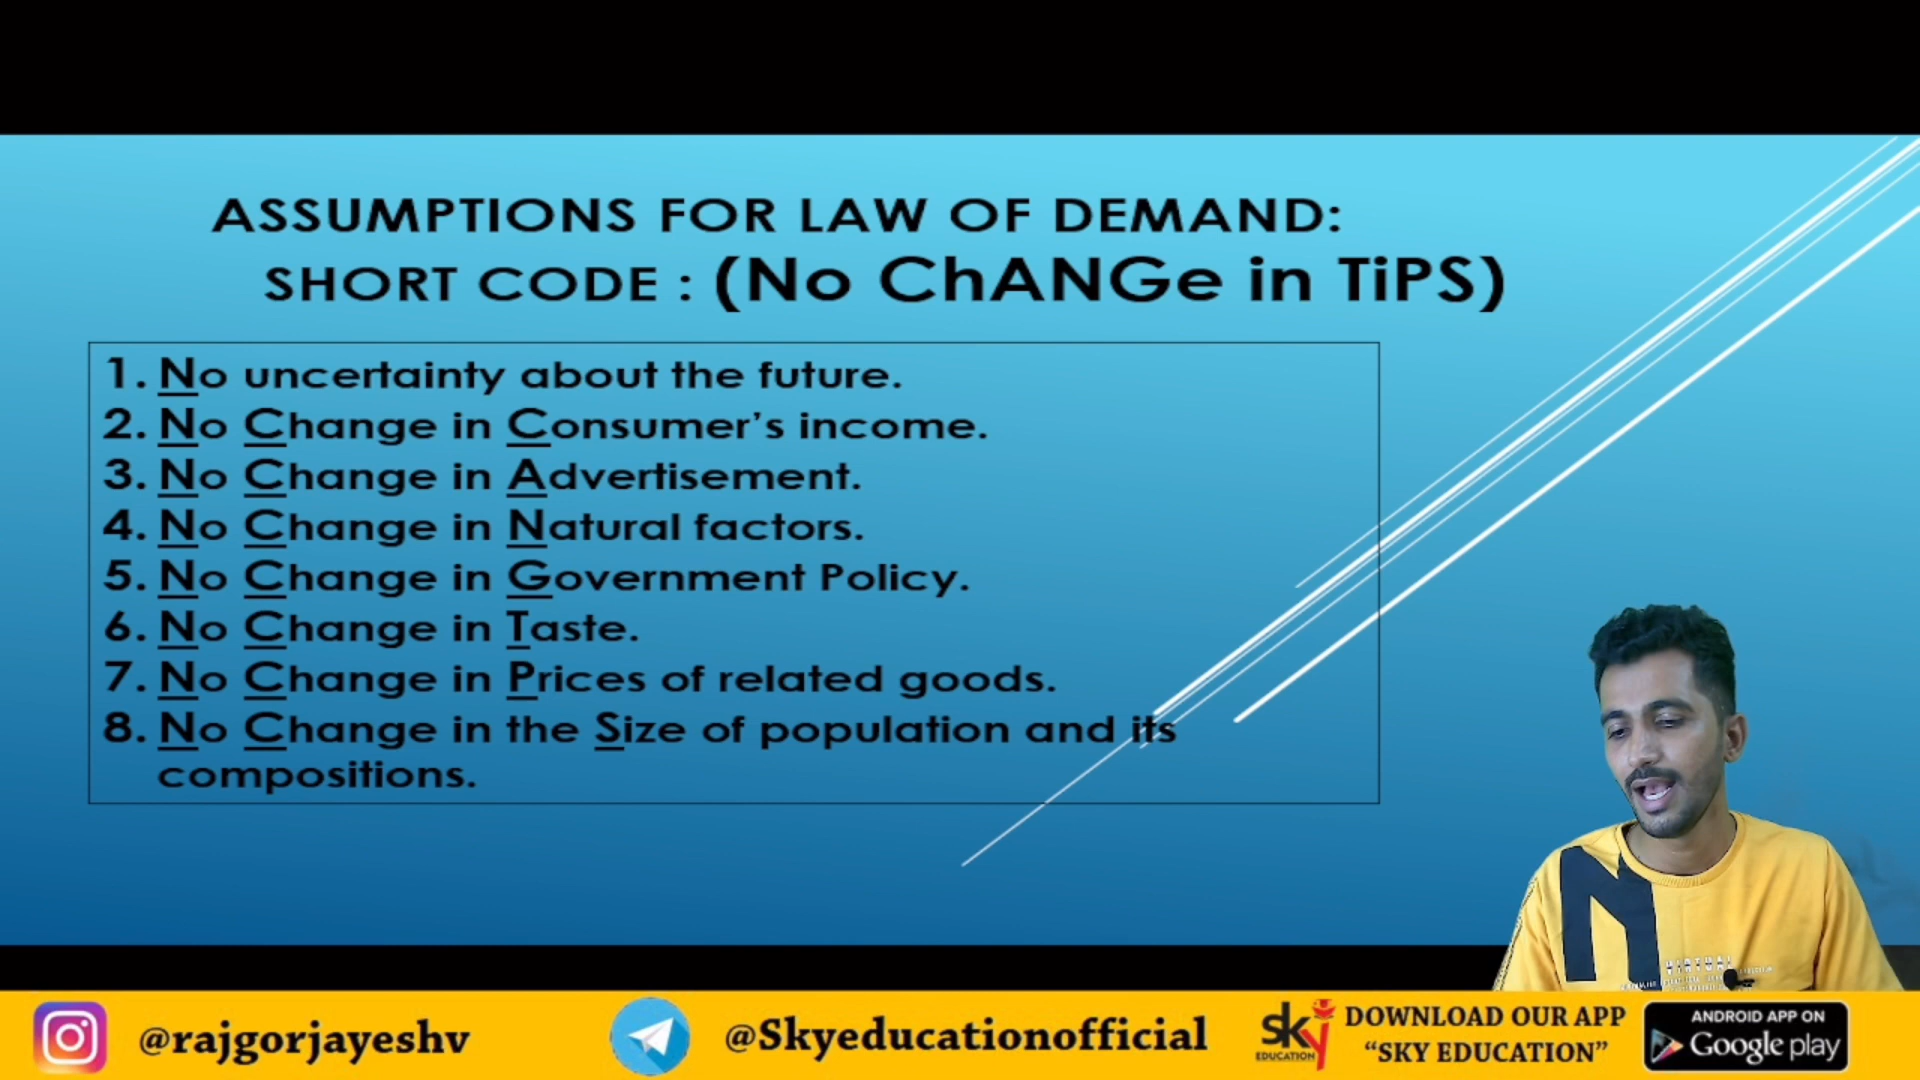 ASSUMPTIONS FOR LAW OF DEMAND:
SHORT CODE : (No ChANGe in TiPS)
1. No uncertainty about the future.
2. No Change in Consumer's income.
3. No Change in Advertisement.
4. No Change in Natural factors.
5. No Change in Government Policy.
6. No Change in Taste.
7. No Change in Prices of related goods.
8. No Change in the Size of population and its
compositions.
VIRTUAL
@rajgorjayeshv
@Skyeducationofficial
sky
EDUCATION
DOWNLOAD OUR APP
“SKY EDUCATION”
ANDROID APP ON
Google play